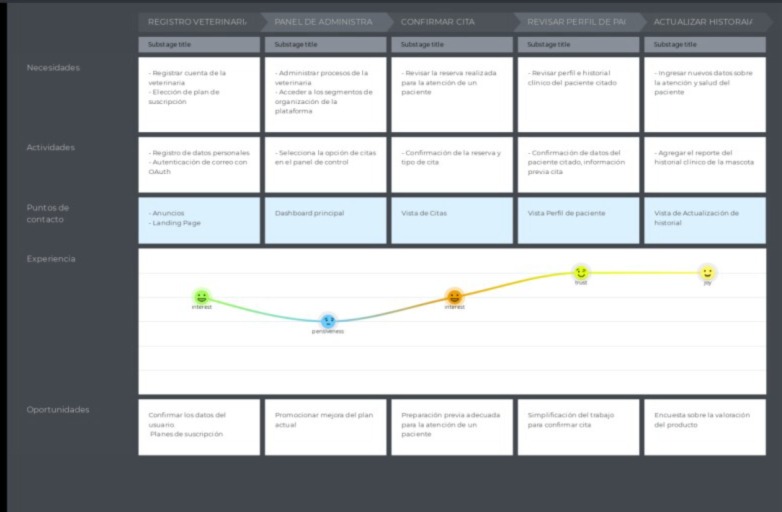 REGISTRO VETERINARI
PANEL DE ADMINISTRA
CONFIRMAR CITA
REVISAR PERFIL DE PAI
ACTUALIZAR HISTORIA
Substage title
Substage title
Substage title
Substage title
Substage title
Necesidades
- Registrar cuenta de la
veterinaria
- Elección de plan de
suscripción
- Administrar procesos de la
veterinaria
- Acceder a los segmentos de
organización de la
plataforma
- Revisar la reserva realizada
para la atención de un
paciente
- Revisar perfil e historial
clínico del paciente citado
- Ingresar nuevos datos sobre
la atención y salud del
paciente
Actividades
- Registro de datos personales
- Autenticación de correo con
OAuth
- Selecciona la opción de citas
en el panel de control
- Confirmación de la reserva y
tipo de cita
- Confirmación de datos del
paciente citado, información
previa cita
- Agregar el reporte del
historial clínico de la mascota
Puntos de
contacto
- Anuncios
- Landing Page
Dashboard principal
Vista de Citas
Vista Perfil de paciente
Vista de Actualización de
historial
Experiencia
interest
pensiveness
interest
trust
joy
Oportunidades
Confirmar los datos del
usuario
Planes de suscripción
Promocionar mejora del plan
actual
Preparación previa adecuada
para la atención de un
paciente
Simplificación del trabajo
para confirmar cita
Encuesta sobre la valoración
del producto